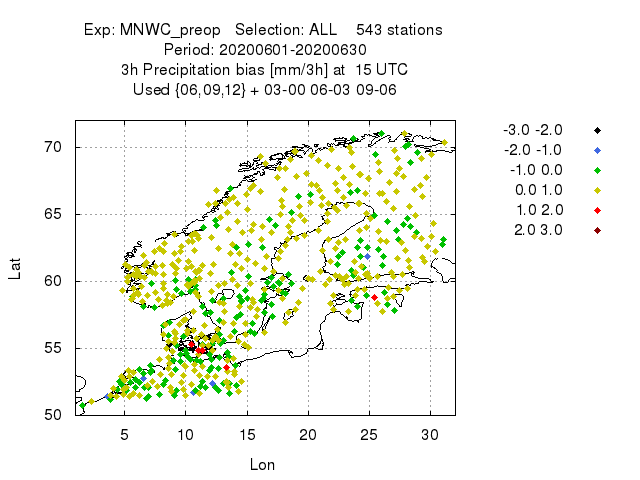 Exp: MNWC_preop   Selection: ALL    543 stations
Period: 20200601-20200630
3h Precipitation bias [mm/3h] at  15 UTC
Used {06,09,12} + 03-00 06-03 09-06
-3.0 -2.0
-2.0 -1.0
-1.0 0.0
0.0 1.0
1.0 2.0
2.0 3.0
Lat
70
65
60
55
50
5 10 15 20 25 30
Lon